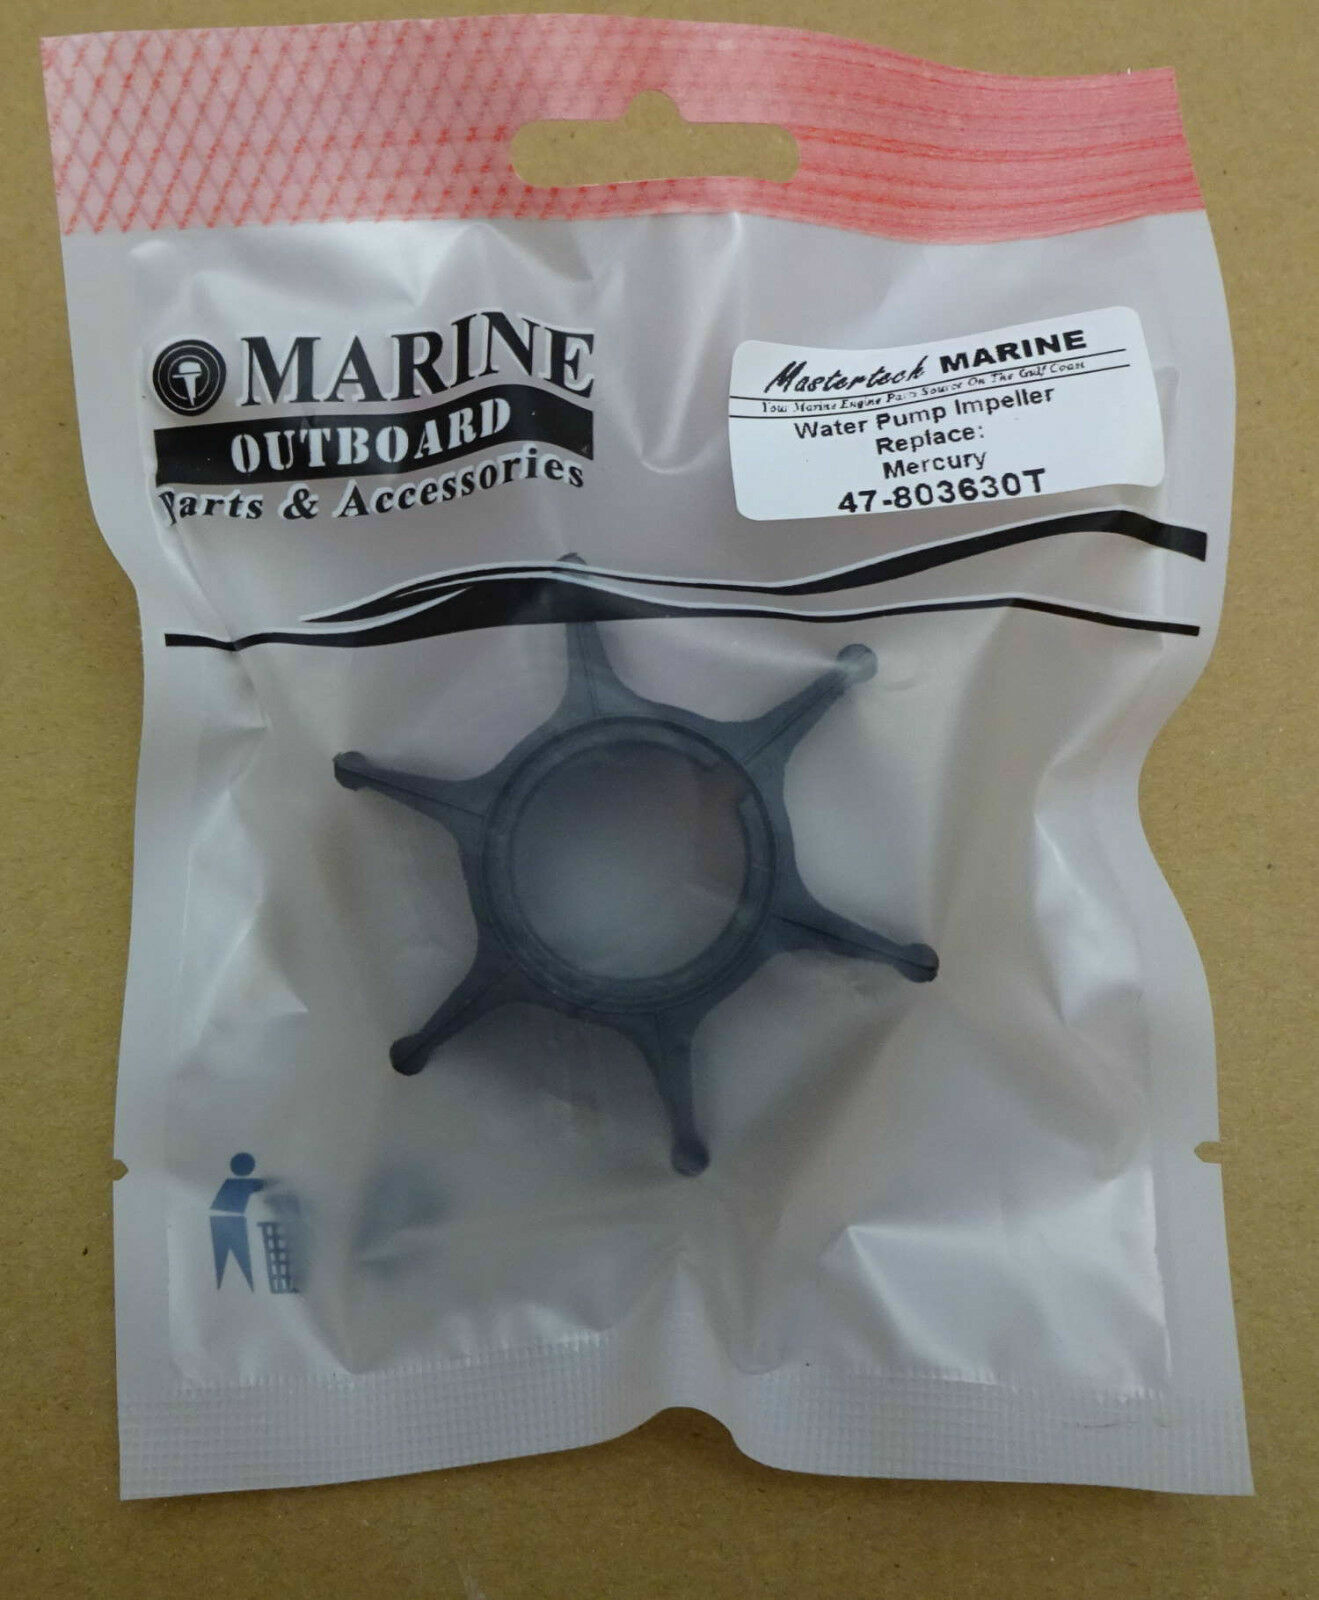 MARINE
OUTBOARD
Parts & Accessories
Mastertech MARINE
Your Marine Engine Parts Source On The Gulf Coast
Water Pump Impeller
Replace:
Mercury
47-803630T